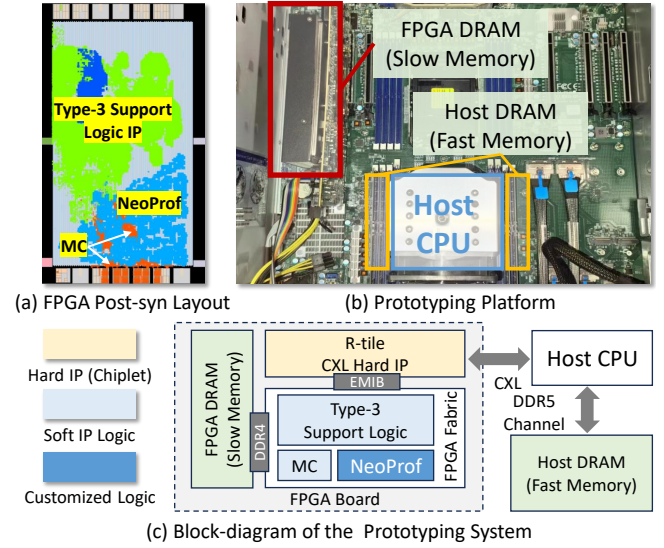 Type-3 Support
Logic IP
NeoProf
MC
(a) FPGA Post-syn Layout
FPGA DRAM
(Slow Memory)
Host DRAM
(Fast Memory)
Host
CPU
(b) Prototyping Platform
Hard IP (Chiplet)
Soft IP Logic
Customized Logic
FPGA DRAM
(Slow Memory)
R-tile
CXL Hard IP
EMIB
DDR4
Type-3
Support Logic
MC
NeoProf
FPGA Fabric
FPGA Board
CXL
Host CPU
DDR5
Channel
Host DRAM
(Fast Memory)
(c) Block-diagram of the Prototyping System